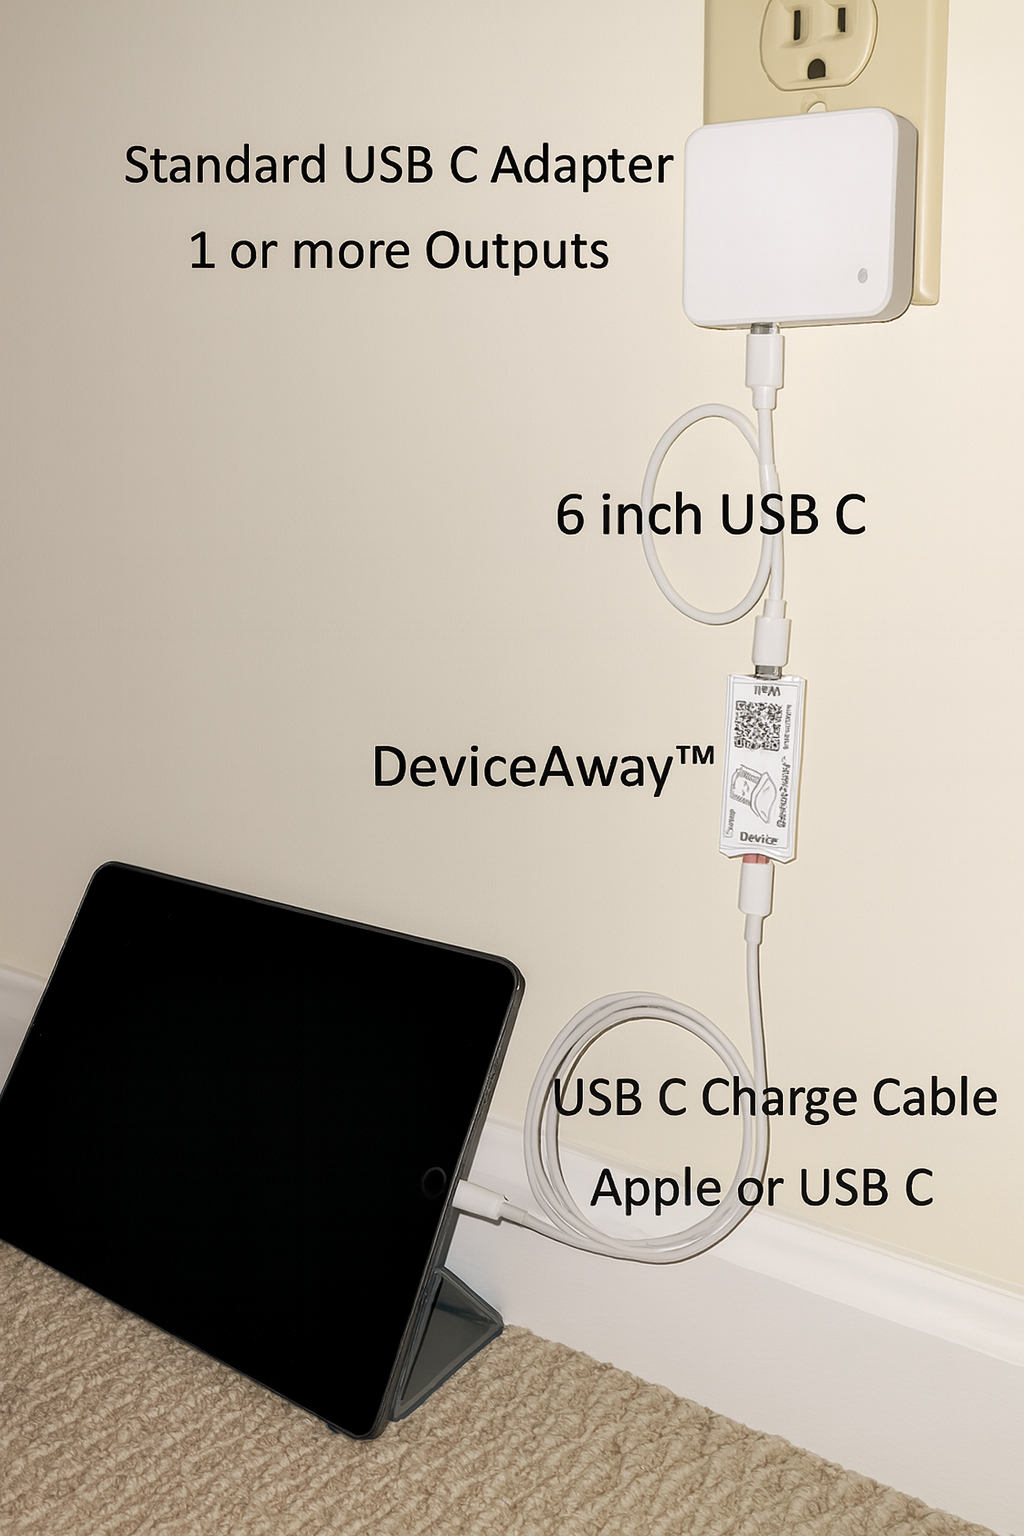 Standard USB C Adapter
1 or more Outputs
6 inch USB C
Wall
DeviceAway™
Device
USB C Charge Cable
Apple or USB C